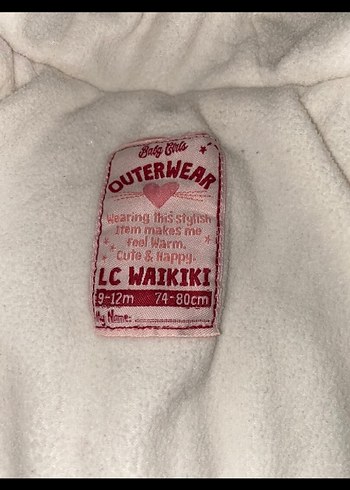 Baby Girls
OUTERWEAR
Wearing this stylish
Item makes me
Feel Warm.
Cute & Happy.
LC WAIKIKI
9-12m 74-80cm
My Name: